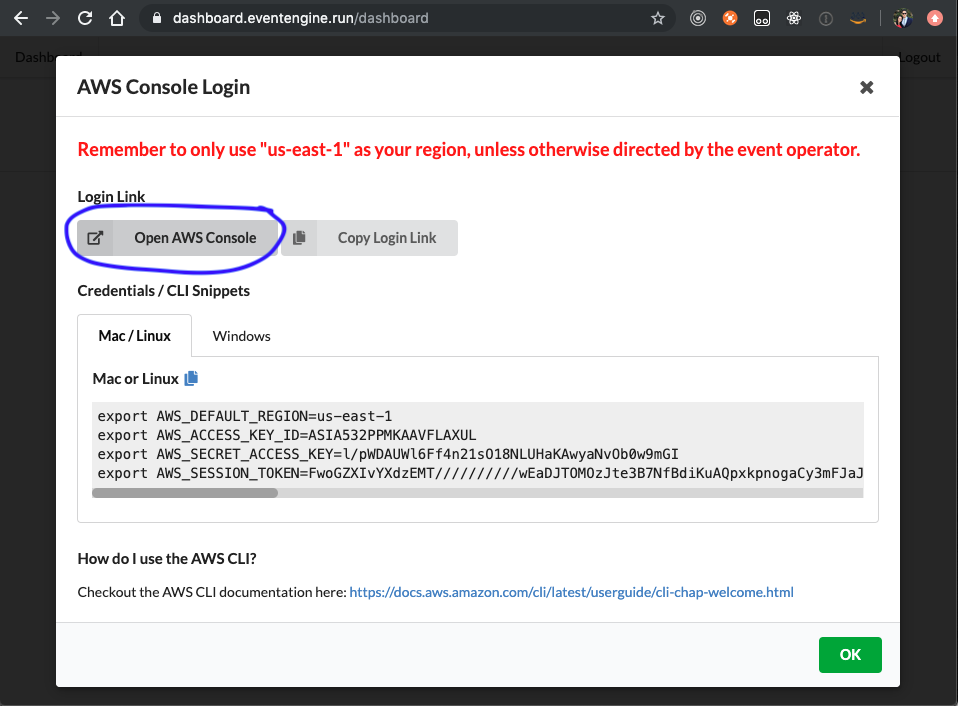 dashboard.eventengine.run/dashboard
Logout
AWS Console Login
Remember to only use "us-east-1" as your region, unless otherwise directed by the event operator.
Login Link
Open AWS Console Copy Login Link
Credentials / CLI Snippets
Mac / Linux Windows
Mac or Linux
export AWS_DEFAULT_REGION=us-east-1
export AWS_ACCESS_KEY_ID=ASIA532PPMKAAVFLAXUL
export AWS_SECRET_ACCESS_KEY=l/pWDAUWl6Ff4n21sO18NLUHaKAwyaNvOb0w9mGI
export AWS_SESSION_TOKEN=FwoGZXIvYXdzEMT//////////wEaDJTOMOzJte3B7NfBdiKuAQpxkpnogaCy3mFJaJ
How do I use the AWS CLI?
Checkout the AWS CLI documentation here: https://docs.aws.amazon.com/cli/latest/userguide/cli-chap-welcome.html
OK